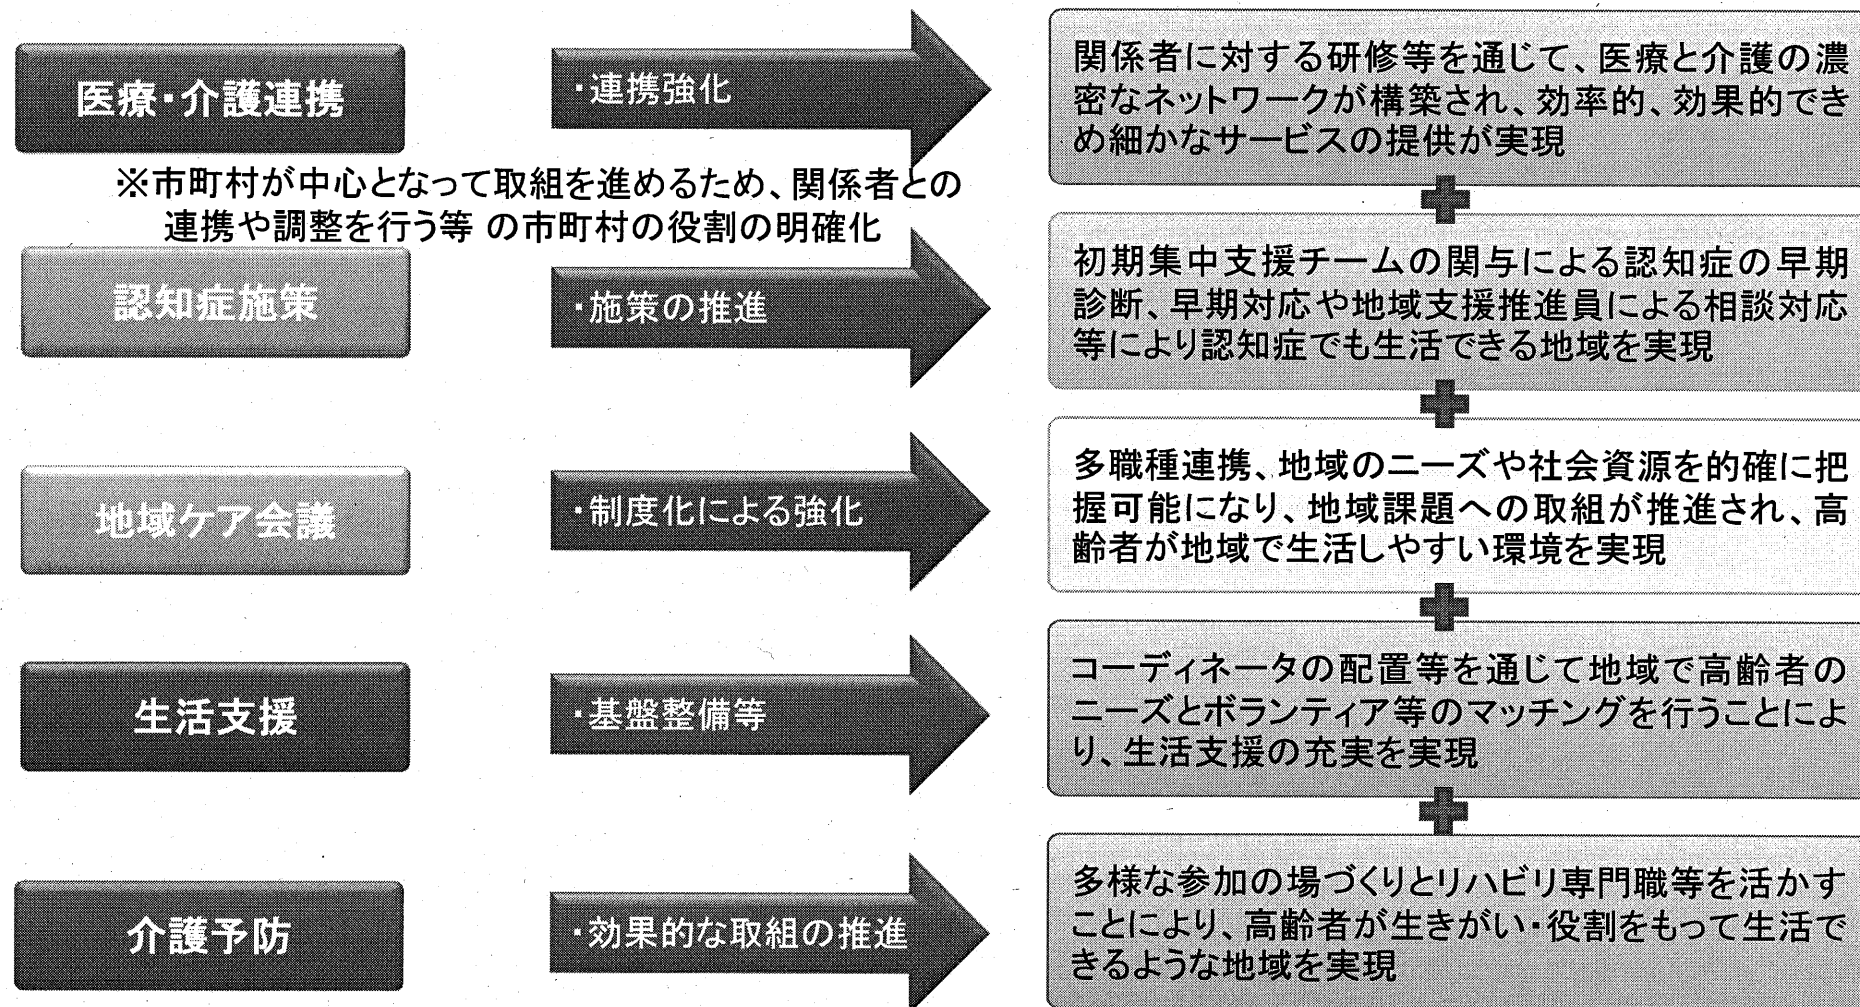 医療・介護連携
・連携強化
関係者に対する研修等を通じて、医療と介護の濃
密なネットワークが構築され、効率的、効果的でき
め細かなサービスの提供が実現
※市町村が中心となって取組を進めるため、関係者との
連携や調整を行う等 の市町村の役割の明確化
認知症施策
・施策の推進
初期集中支援チームの関与による認知症の早期
診断、早期対応や地域支援推進員による相談対応
等により認知症でも生活できる地域を実現
地域ケア会議
・制度化による強化
多職種連携、地域のニーズや社会資源を的確に把
握可能になり、地域課題への取組が推進され、高
齢者が地域で生活しやすい環境を実現
生活支援
・基盤整備等
コーディネータの配置等を通じて地域で高齢者の
ニーズとボランティア等のマッチングを行うことによ
り、生活支援の充実を実現
介護予防
・効果的な取組の推進
多様な参加の場づくりとリハビリ専門職等を活かす
ことにより、高齢者が生きがい・役割をもって生活で
きるような地域を実現